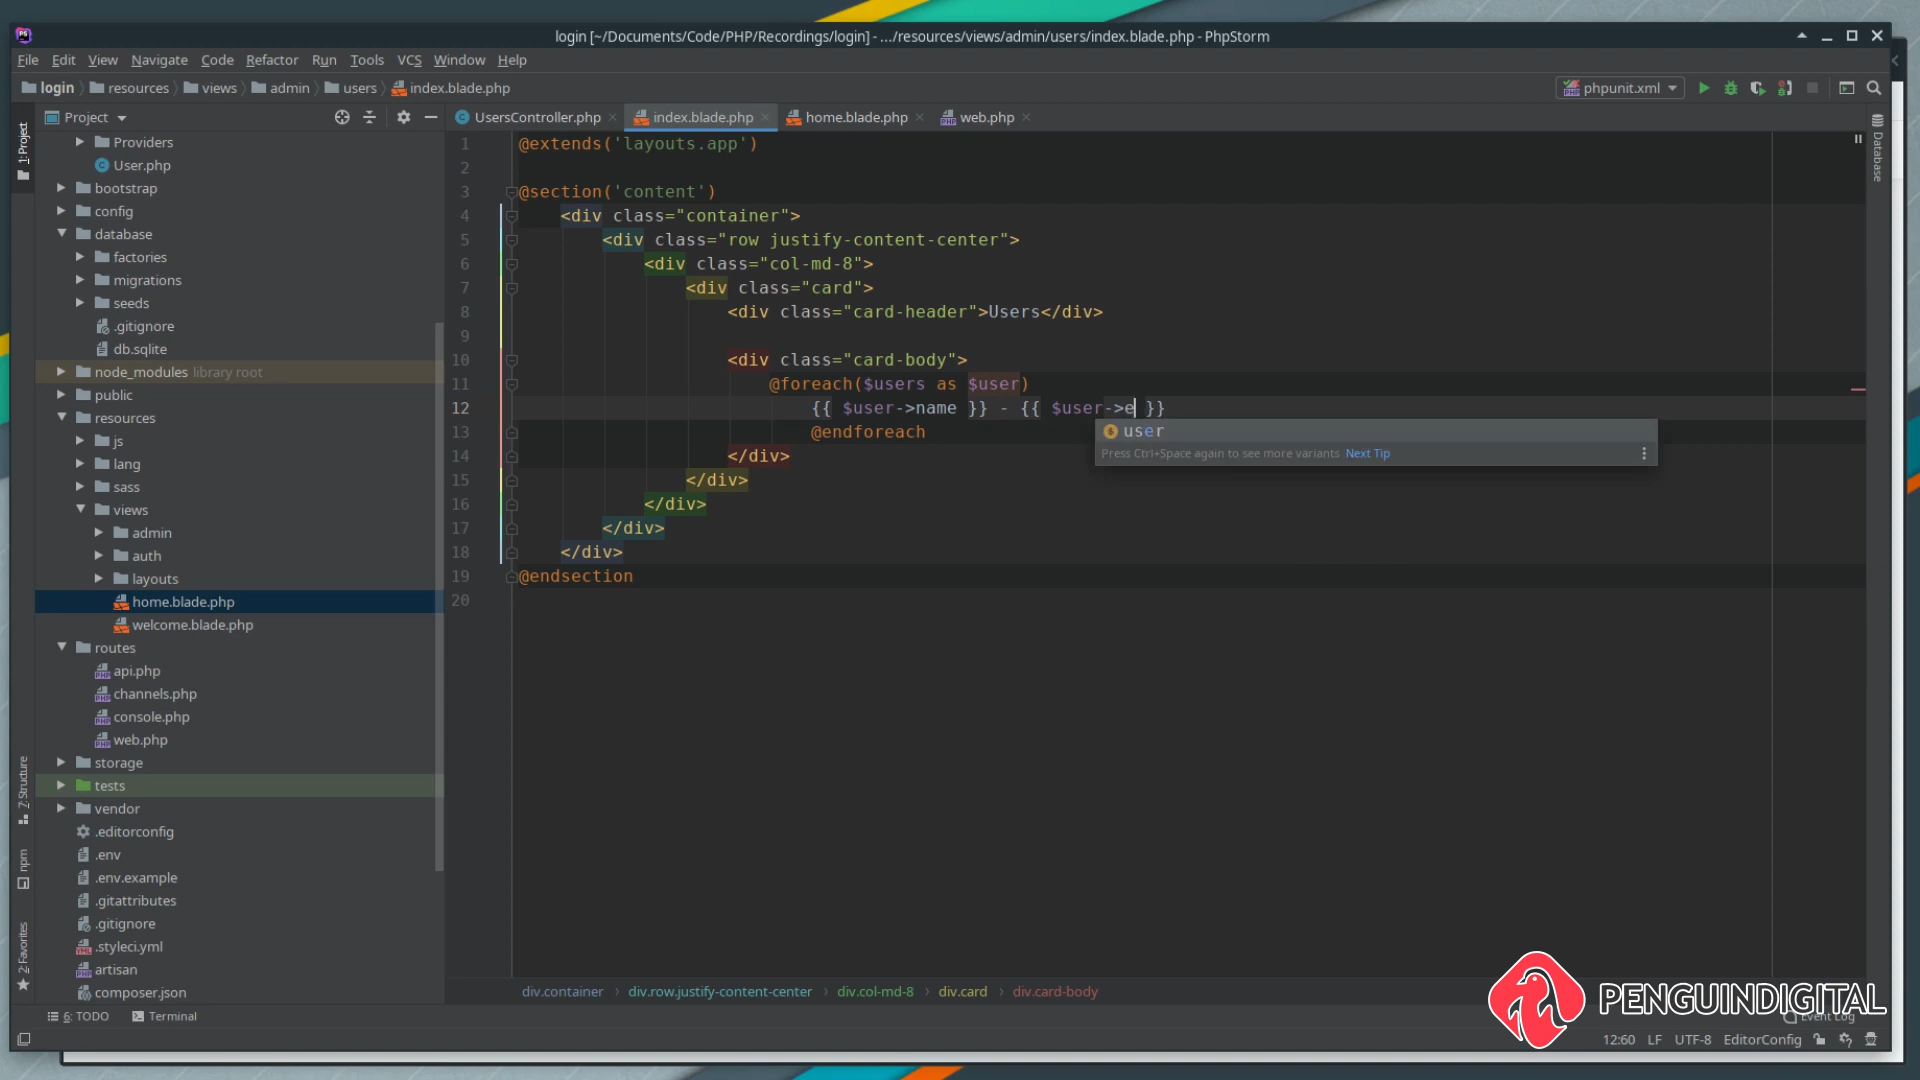 login [~/Documents/Code/PHP/Recordings/login] - .../resources/views/admin/users/index.blade.php - PhpStorm
File Edit View Navigate Code Refactor Run Tools VCS Window Help
login resources views admin users index.blade.php phpunit.xml
Project UsersController.php index.blade.php home.blade.php web.php
1: Project
7: Structure
npm
2: Favorites
Database
Providers
User.php
bootstrap
config
database
factories
migrations
seeds
.gitignore
db.sqlite
node_modules library root
public
resources
js
lang
sass
views
admin
auth
layouts
home.blade.php
welcome.blade.php
routes
api.php
channels.php
console.php
web.php
storage
tests
vendor
.editorconfig
.env
.env.example
.gitattributes
.gitignore
.styleci.yml
artisan
composer.json
1 @extends('layouts.app')
2
3 @section('content')
4 <div class="container">
5 <div class="row justify-content-center">
6 <div class="col-md-8">
7 <div class="card">
8 <div class="card-header">Users</div>
9
10 <div class="card-body">
11 @foreach($users as $user)
12 {{ $user->name }} - {{ $user->e }}
13 @endforeach
14 </div>
15 </div>
16 </div>
17 </div>
18 </div>
19 @endsection
20
user
Press Ctrl+Space again to see more variants Next Tip
div.container div.row.justify-content-center div.col-md-8 div.card div.card-body
PENGUINDIGITAL
6: TODO Terminal Event Log
12:60 LF UTF-8 EditorConfig